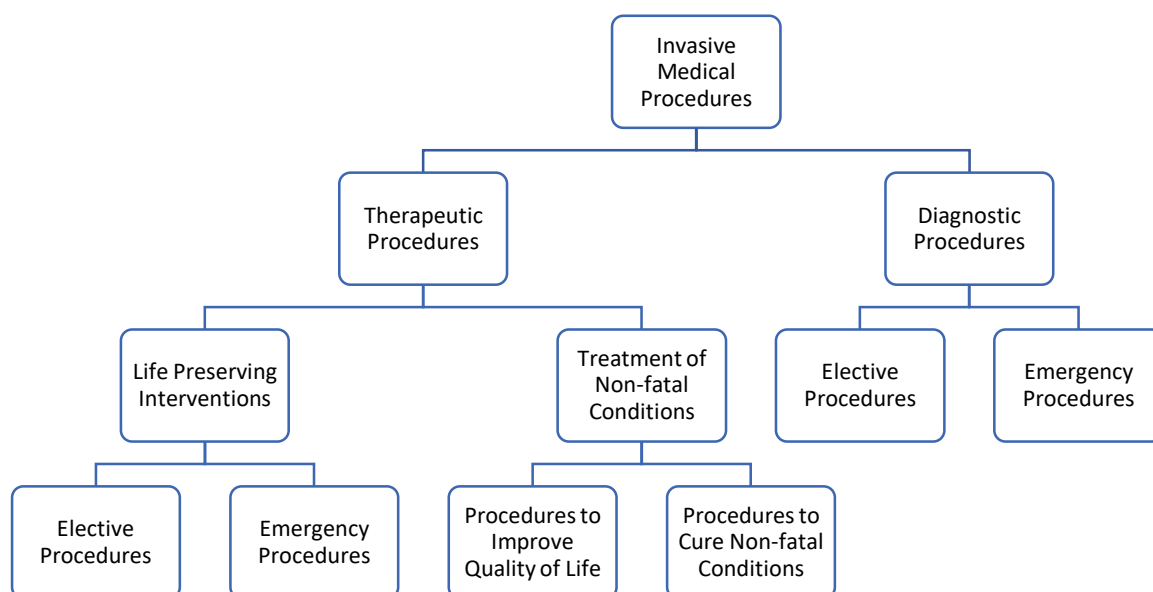 Invasive
Medical
Procedures
Therapeutic
Procedures
Diagnostic
Procedures
Life Preserving
Interventions
Treatment of
Non-fatal
Conditions
Elective
Procedures
Emergency
Procedures
Elective
Procedures
Emergency
Procedures
Procedures to
Improve
Quality of Life
Procedures to
Cure Non-fatal
Conditions